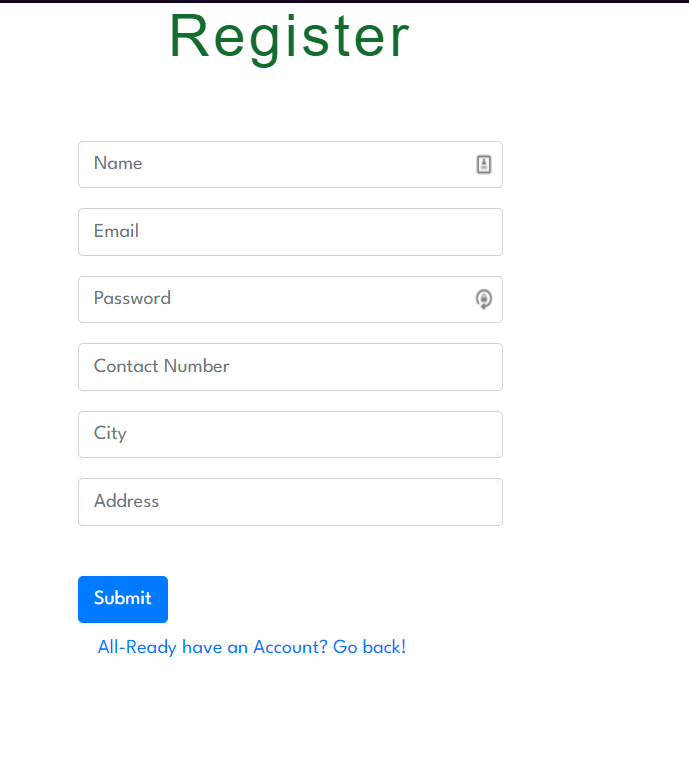 Register
Name
Email
Password
Contact Number
City
Address
Submit
All-Ready have an Account? Go back!